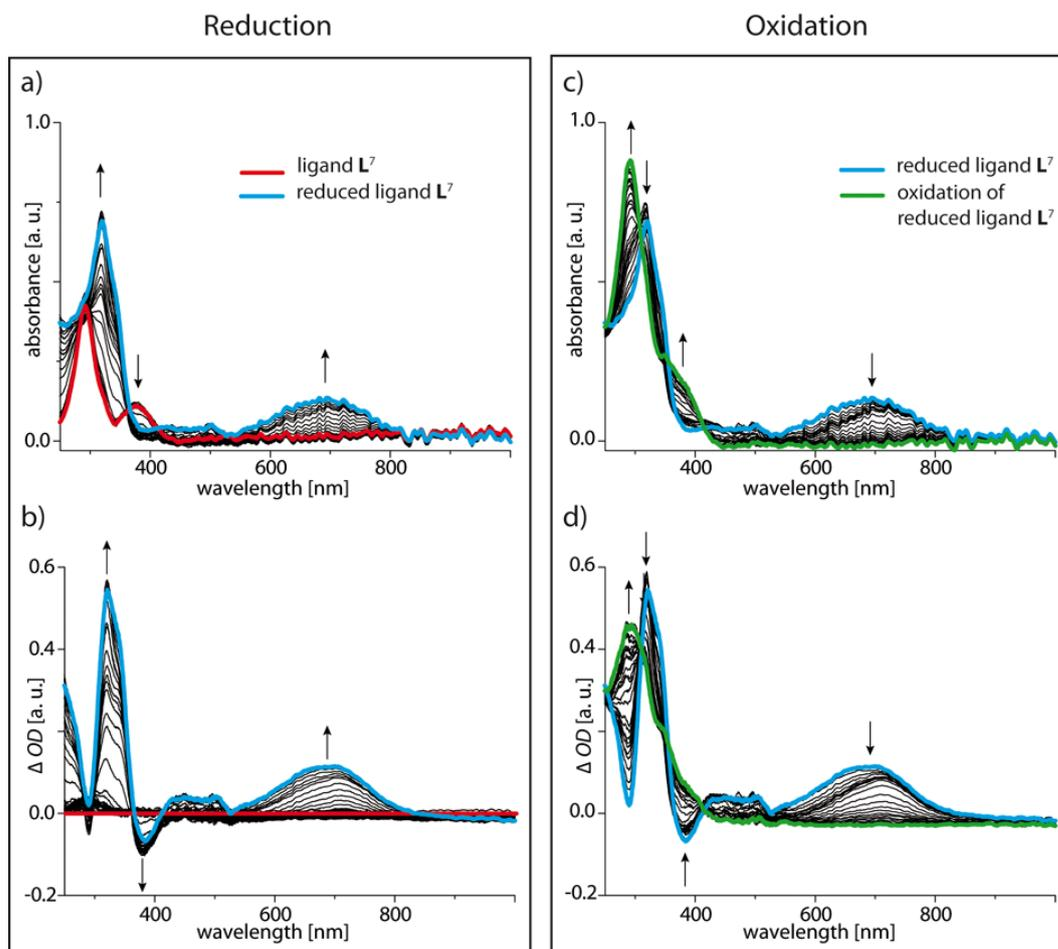 Reduction
a)
1.0
ligand L⁷
reduced ligand L⁷
absorbance [a. u.]
0.0
400 600 800
wavelength [nm]
b)
0.6
0.4
Δ OD [a. u.]
0.0
-0.2
400 600 800
wavelength [nm]
Oxidation
c)
1.0
reduced ligand L⁷
oxidation of
reduced ligand L⁷
absorbance [a. u.]
0.0
400 600 800
wavelength [nm]
d)
0.6
0.4
Δ OD [a. u.]
0.0
-0.2
400 600 800
wavelength [nm]